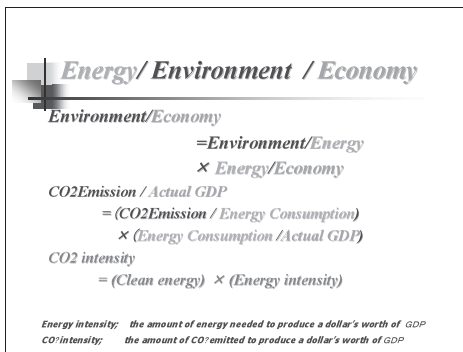 Energy/ Environment / Economy
Environment/Economy
=Environment/Energy
× Energy/Economy
CO2Emission / Actual GDP
= (CO2Emission / Energy Consumption)
× (Energy Consumption /Actual GDP)
CO2 intensity
= (Clean energy) × (Energy intensity)
Energy intensity; the amount of energy needed to produce a dollar's worth of GDP
CO²intensity; the amount of CO²emitted to produce a dollar's worth of GDP